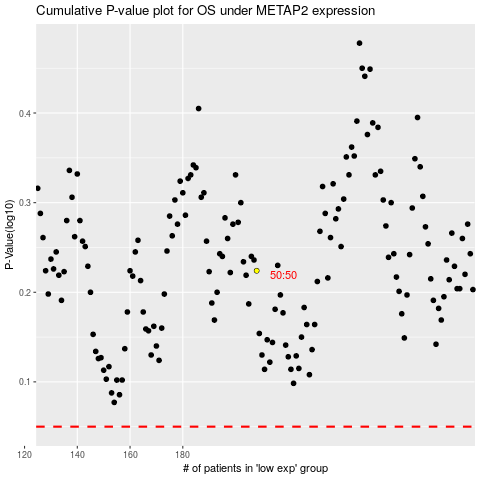 Cumulative P-value plot for OS under METAP2 expression
P-Value(log10)
0.4
0.3
0.2
0.1
50:50
120 140 160 180
# of patients in 'low exp' group